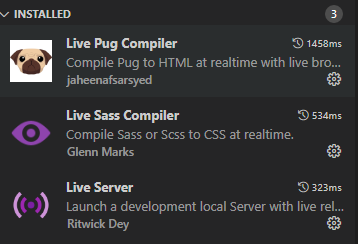 INSTALLED 3
Live Pug Compiler 1458ms
Compile Pug to HTML at realtime with live bro...
jaheenafsarsyed
Live Sass Compiler 534ms
Compile Sass or Scss to CSS at realtime.
Glenn Marks
Live Server 323ms
Launch a development local Server with live rel...
Ritwick Dey